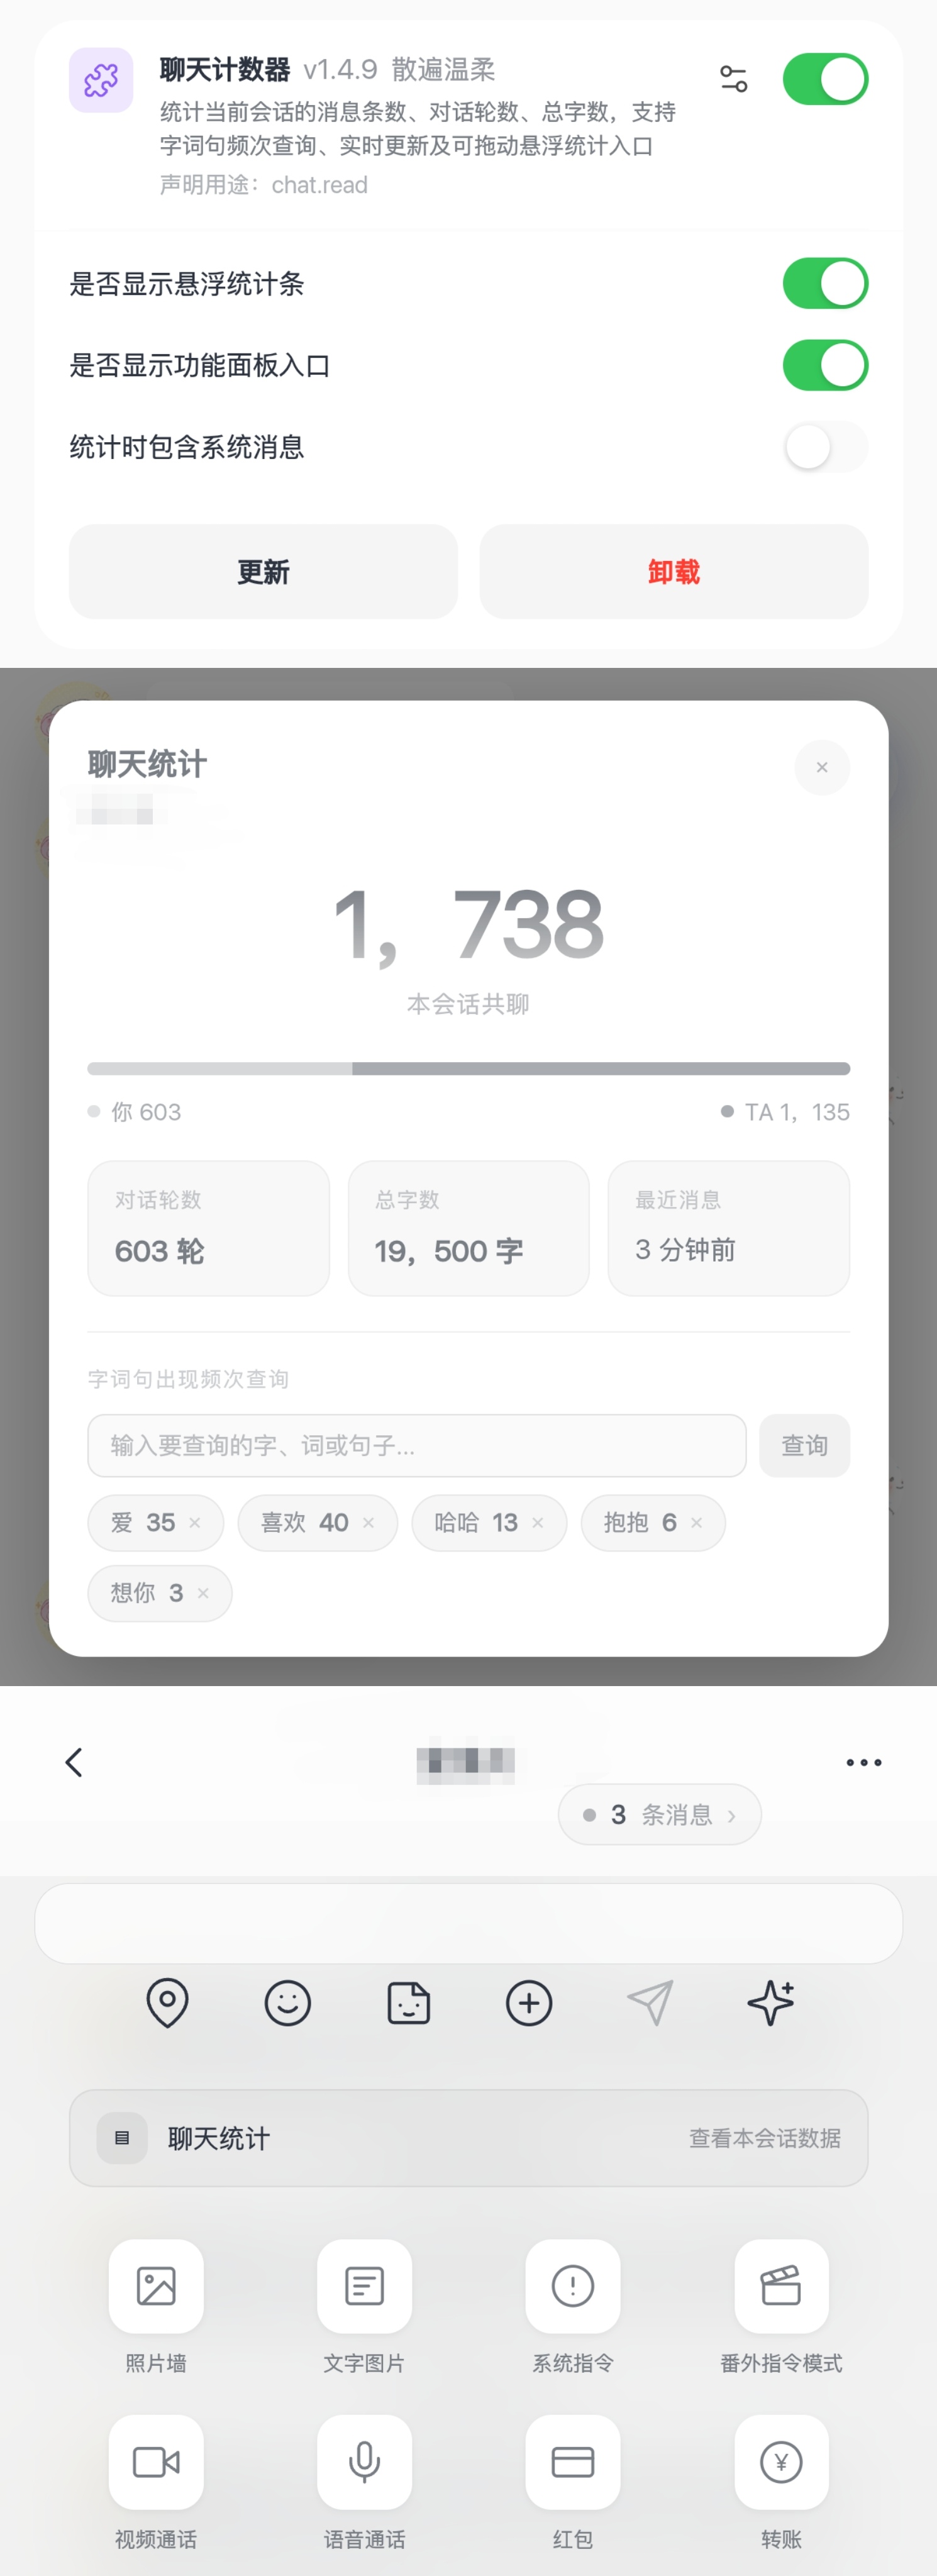 聊天计数器 v1.4.9 散遍温柔
统计当前会话的消息条数、对话轮数、总字数，支持
字词句频次查询、实时更新及可拖动悬浮统计入口
声明用途：chat.read
是否显示悬浮统计条
是否显示功能面板入口
统计时包含系统消息
更新 卸载
聊天统计 ×
1，738
本会话共聊
你 603 TA 1，135
对话轮数 总字数 最近消息
603 轮 19，500 字 3 分钟前
字词句出现频次查询
输入要查询的字、词或句子... 查询
爱 35 × 喜欢 40 × 哈哈 13 × 抱抱 6 ×
想你 3 ×
3 条消息 ›
聊天统计 查看本会话数据
照片墙 文字图片 系统指令 番外指令模式
视频通话 语音通话 红包 转账